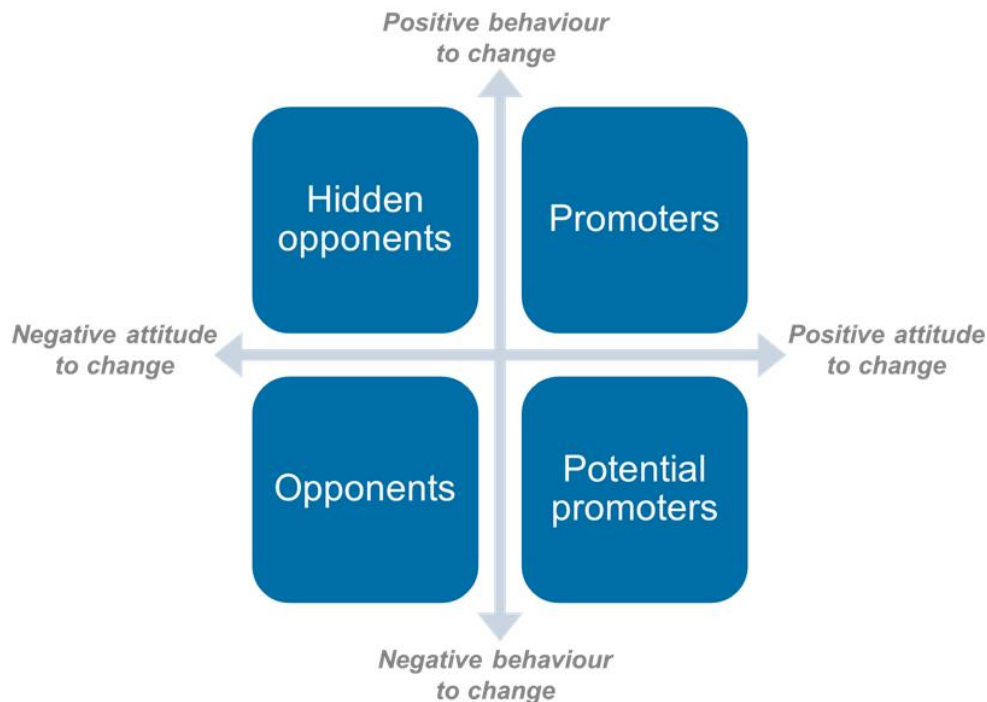 Positive behaviour
to change
Hidden
opponents
Promoters
Negative attitude
to change
Positive attitude
to change
Opponents
Potential
promoters
Negative behaviour
to change